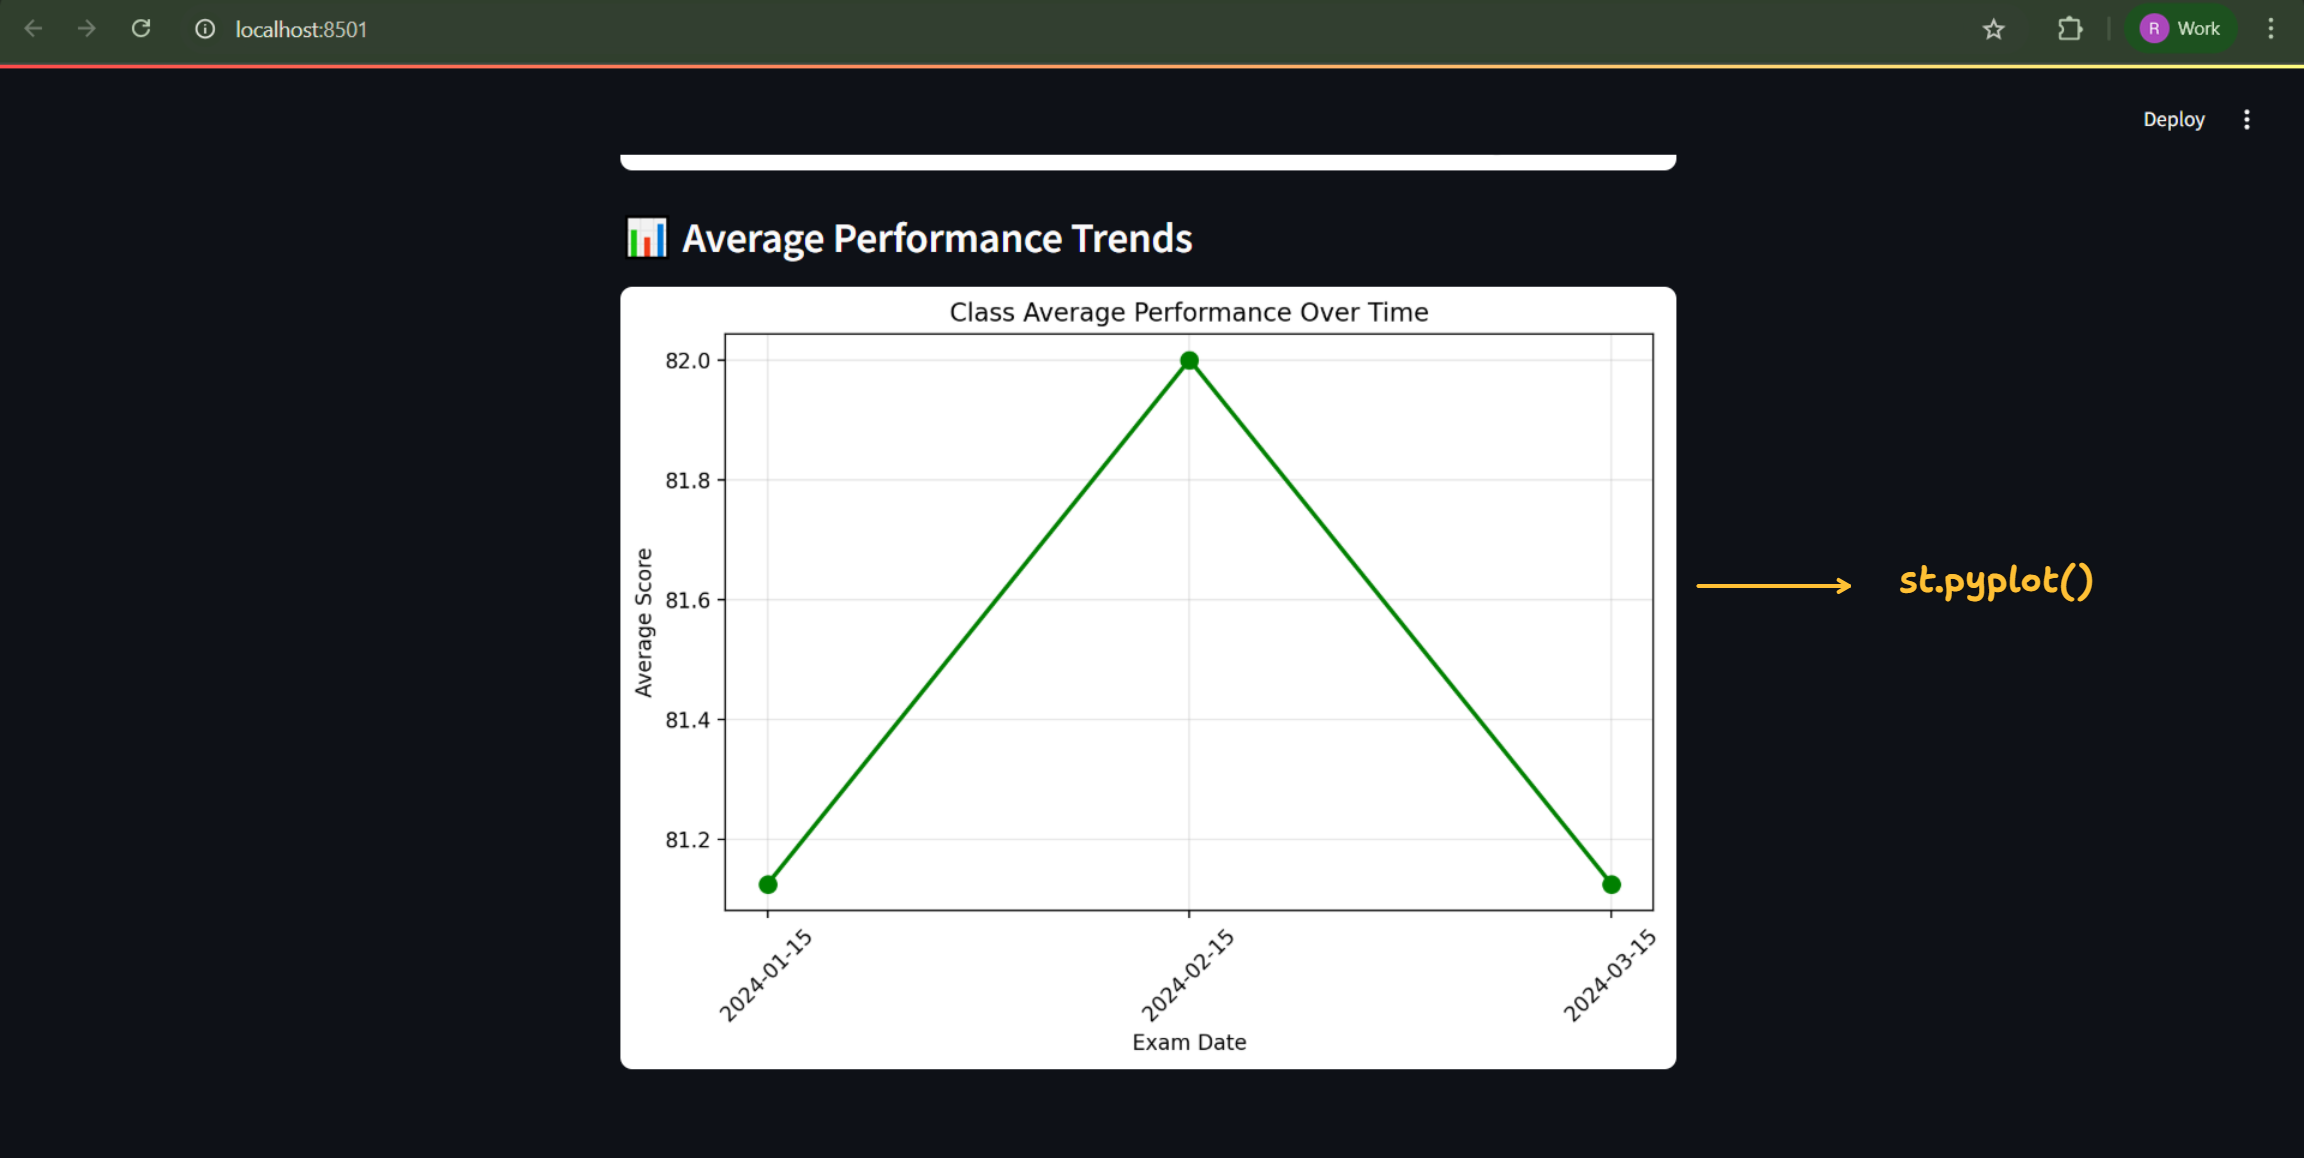 localhost:8501
R Work
Deploy
Average Performance Trends
Class Average Performance Over Time
82.0
81.8
81.6
81.4
81.2
Average Score
2024-01-15
2024-02-15
2024-03-15
Exam Date
st.pyplot()